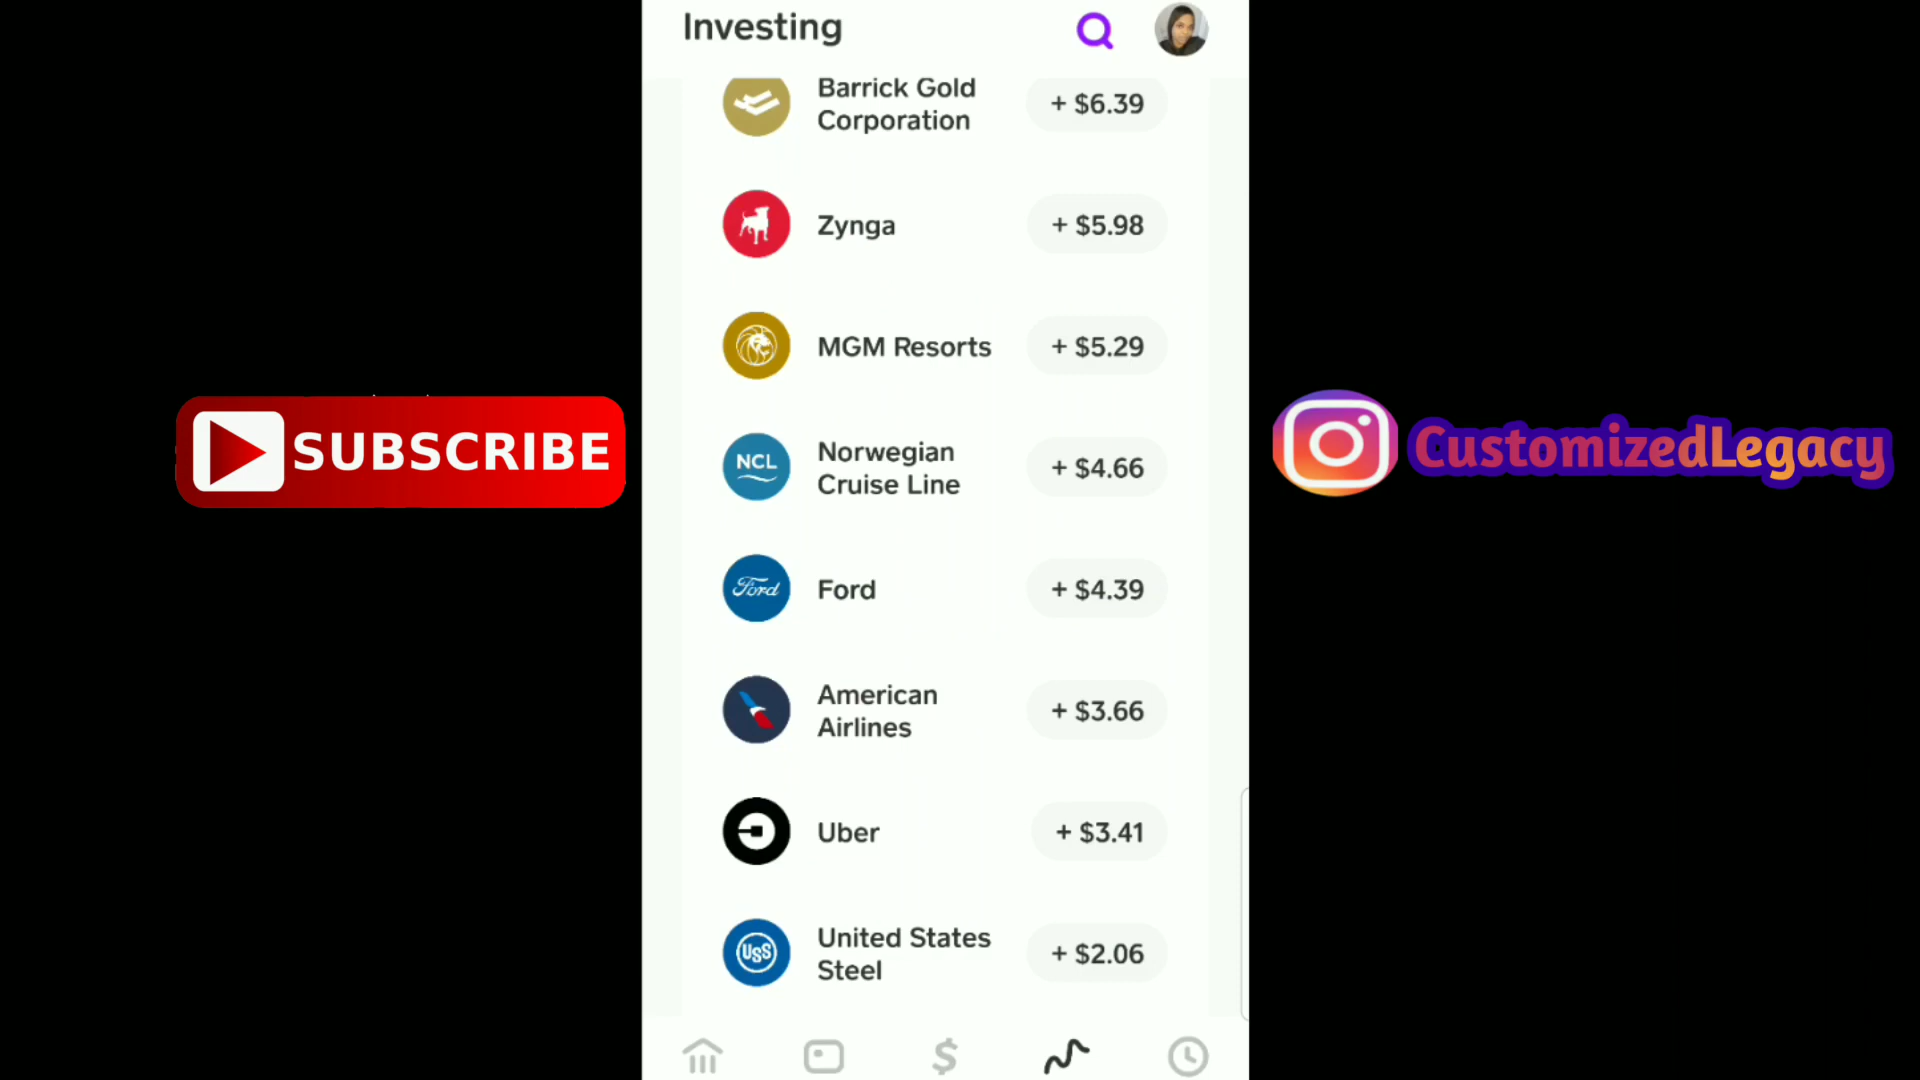 Investing
Barrick Gold
Corporation
+ $6.39
Zynga
+ $5.98
MGM Resorts
+ $5.29
SUBSCRIBE
CustomizedLegacy
NCL
Norwegian
Cruise Line
+ $4.66
Ford
Ford
+ $4.39
American
Airlines
+ $3.66
Uber
+ $3.41
USS
United States
Steel
+ $2.06
$